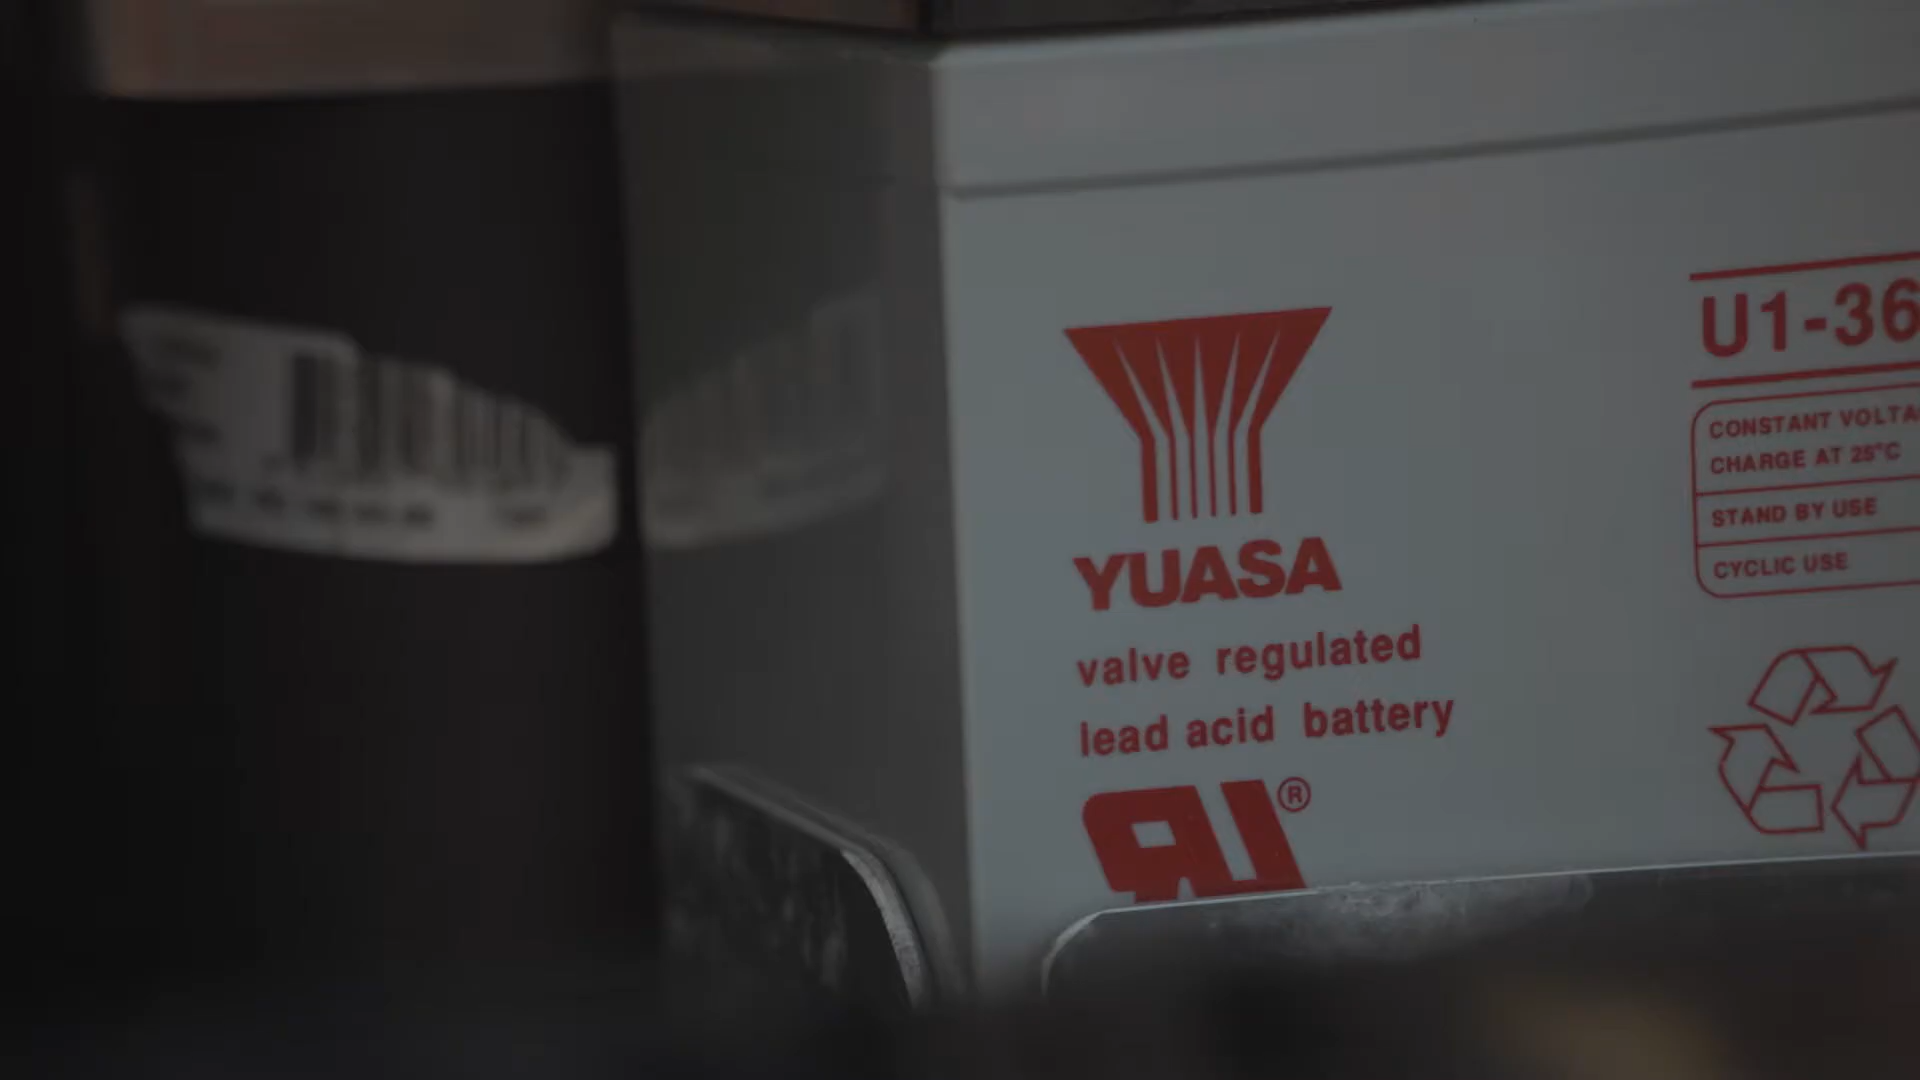 YUASA
valve regulated
lead acid battery
®
U1-36
CONSTANT VOLTA
CHARGE AT 25°C
STAND BY USE
CYCLIC USE